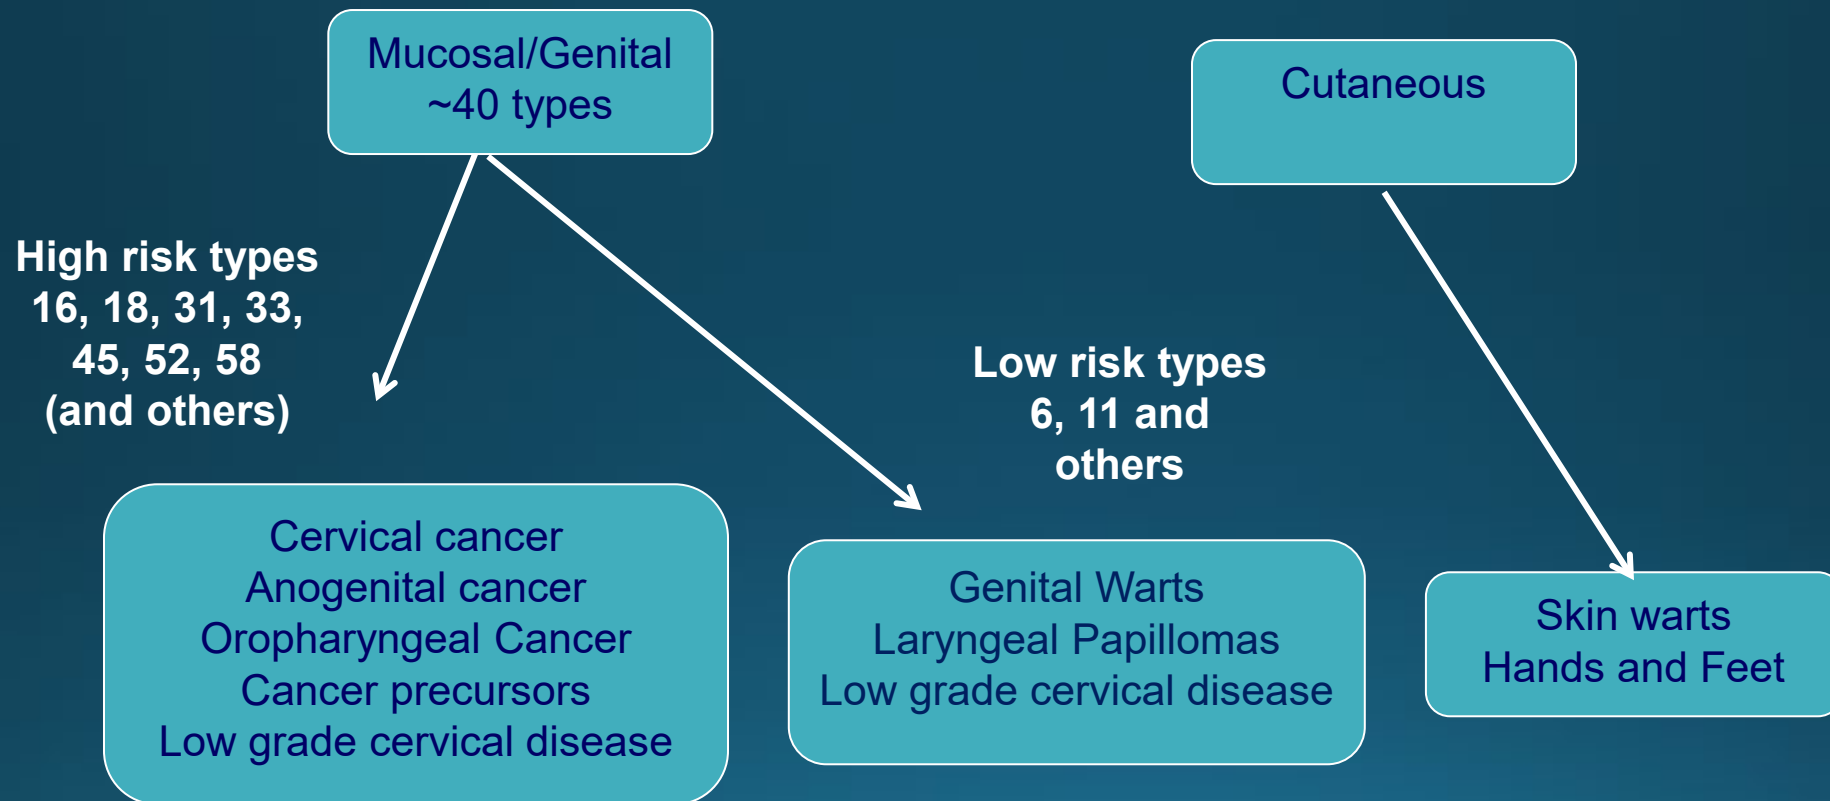 Mucosal/Genital
~40 types
Cutaneous
High risk types
16, 18, 31, 33,
45, 52, 58
(and others)
Low risk types
6, 11 and
others
Cervical cancer
Anogenital cancer
Oropharyngeal Cancer
Cancer precursors
Low grade cervical disease
Genital Warts
Laryngeal Papillomas
Low grade cervical disease
Skin warts
Hands and Feet